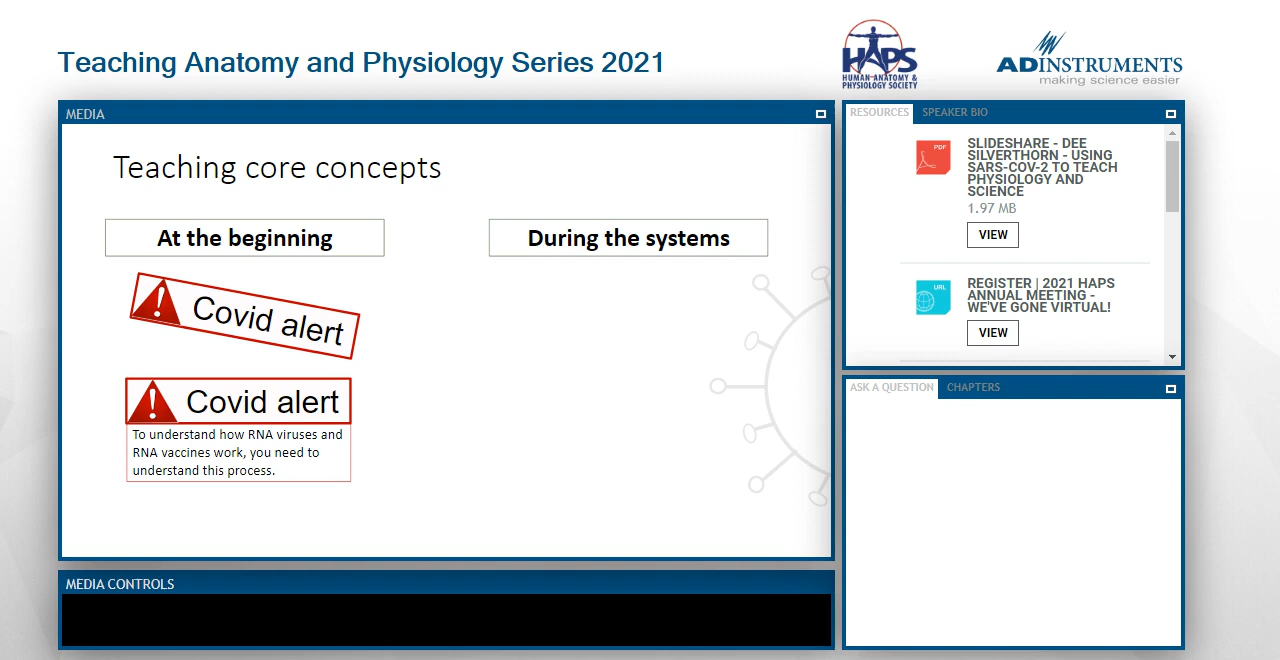 Teaching Anatomy and Physiology Series 2021
HAPS
HUMAN ANATOMY &
PHYSIOLOGY SOCIETY
ADINSTRUMENTS
making science easier
MEDIA
Teaching core concepts
At the beginning
During the systems
Covid alert
Covid alert
To understand how RNA viruses and
RNA vaccines work, you need to
understand this process.
MEDIA CONTROLS
RESOURCES
SPEAKER BIO
PDF
SLIDESHARE - DEE
SILVERTHORN - USING
SARS-COV-2 TO TEACH
PHYSIOLOGY AND
SCIENCE
1.97 MB
VIEW
URL
REGISTER | 2021 HAPS
ANNUAL MEETING -
WE'VE GONE VIRTUAL!
VIEW
ASK A QUESTION
CHAPTERS